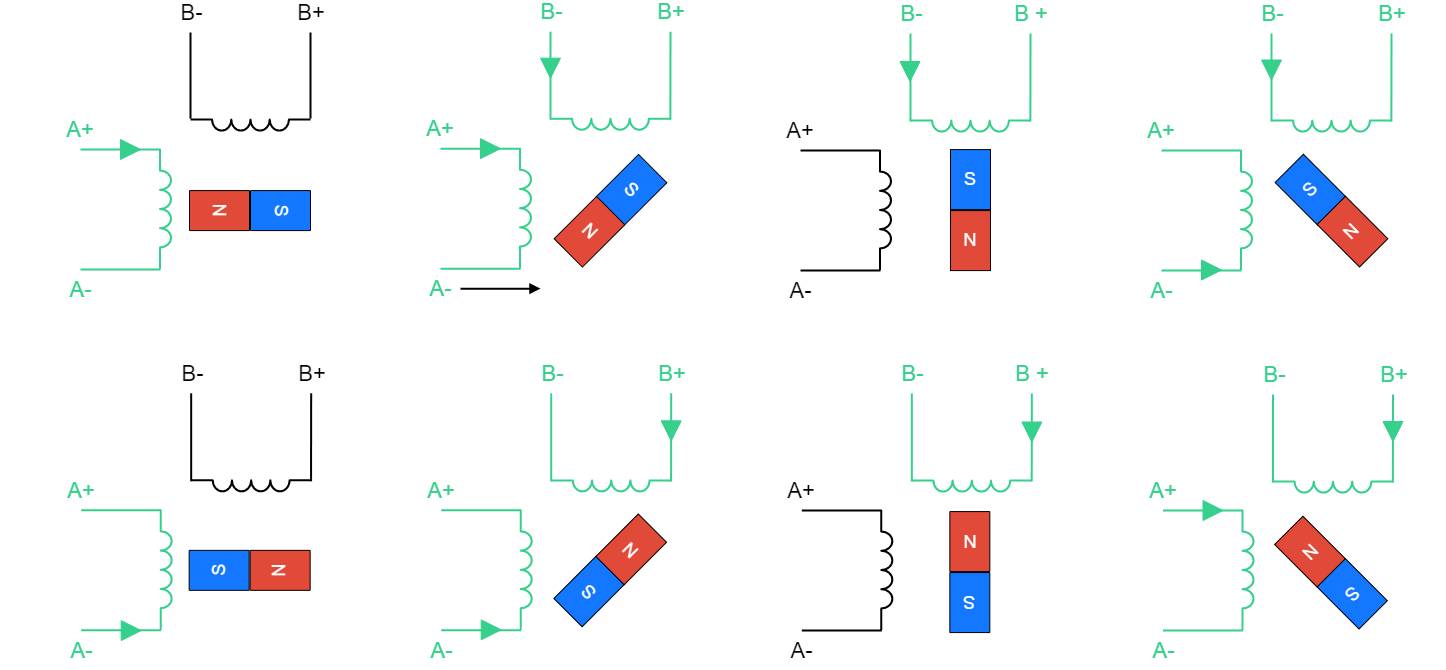 B- B+
A+
N S
A-
B- B+
A+
S
N
A-
B- B +
A+
S
N
A-
B- B+
A+
S
N
A-
B- B+
A+
S N
A-
B- B+
A+
N
S
A-
B- B +
A+
N
S
A-
B- B+
A+
N
S
A-